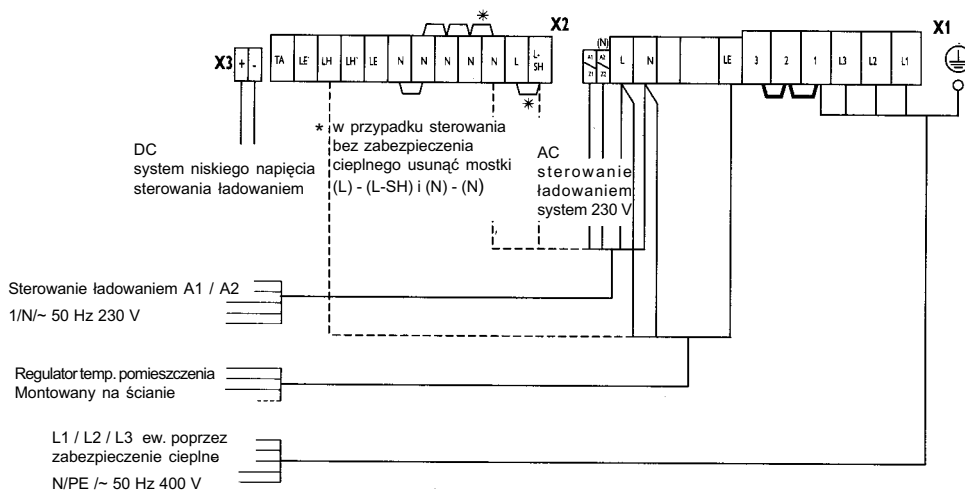 *
X2
(N)
X1
X3
+ -
TA LE LH LH LE N N N N N L L-SH
A1 A2
Z1 Z2
L N LE 3 2 1 L3 L2 L1
*
DC
system niskiego napięcia
sterowania ładowaniem
* w przypadku sterowania
bez zabezpieczenia
cieplnego usunąć mostki
(L) - (L-SH) i (N) - (N)
AC
sterowanie
ładowaniem
system 230 V
Sterowanie ładowaniem A1 / A2
1/N/~ 50 Hz 230 V
Regulator temp. pomieszczenia
Montowany na ścianie
L1 / L2 / L3 ew. poprzez
zabezpieczenie cieplne
N/PE /~ 50 Hz 400 V